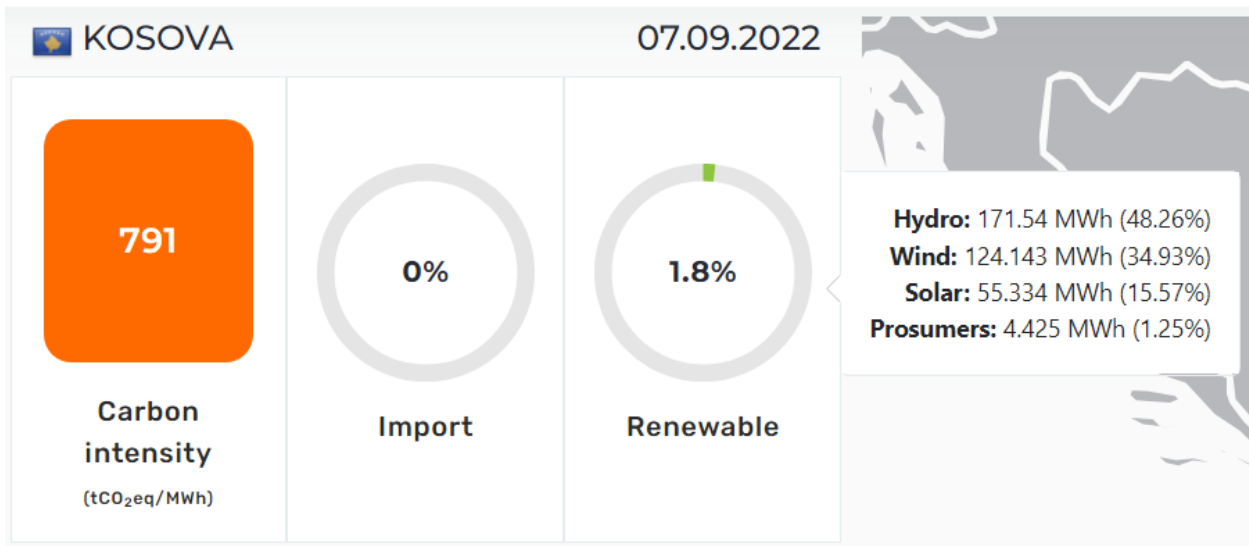 KOSOVA
07.09.2022
791
Carbon
intensity
(tCO₂eq/MWh)
0%
Import
1.8%
Renewable
Hydro: 171.54 MWh (48.26%)
Wind: 124.143 MWh (34.93%)
Solar: 55.334 MWh (15.57%)
Prosumers: 4.425 MWh (1.25%)